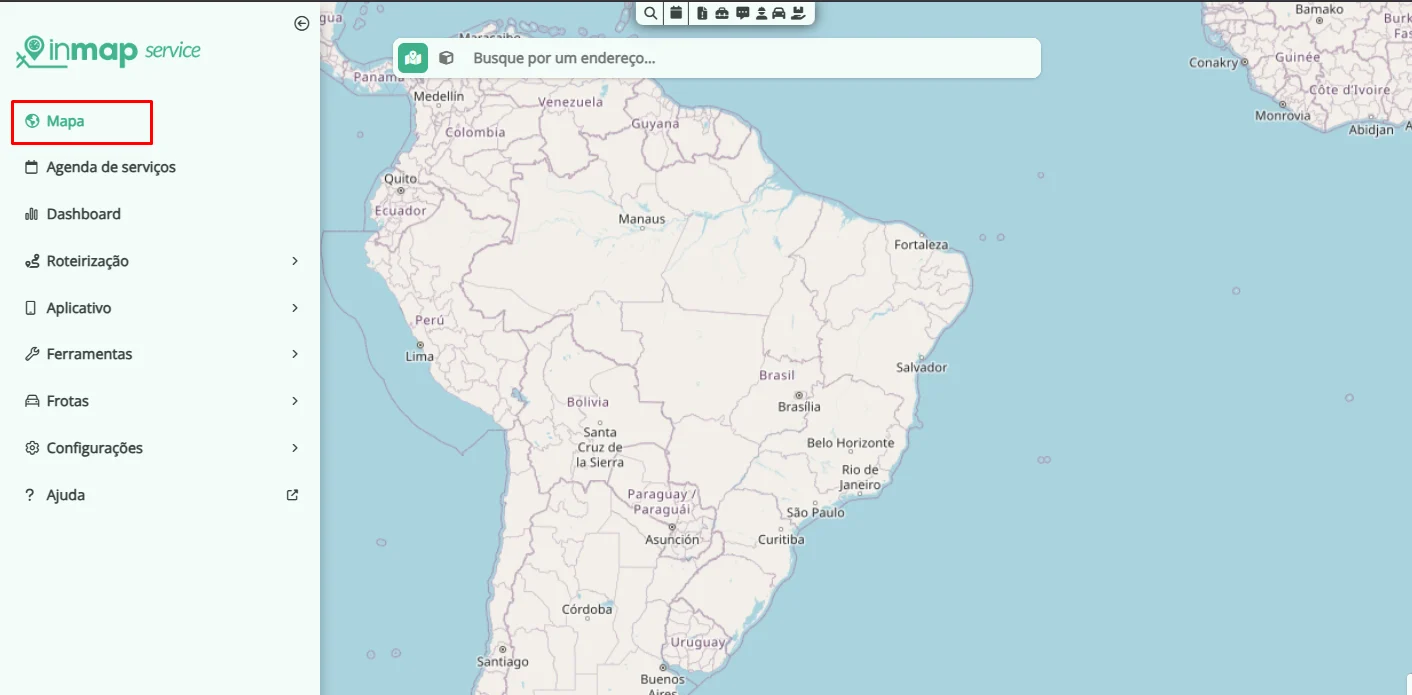 inmap service
Mapa
Agenda de serviços
Dashboard
Roteirização
Aplicativo
Ferramentas
Frotas
Configurações
? Ajuda
Busque por um endereço...
Maracaibo
Panamá
Medellín
Venezuela
Guyana
Colombia
Quito
Ecuador
Manaus
Fortaleza
Perú
Lima
Brasil
Salvador
Bolivia
Brasília
Santa
Cruz de
la Sierra
Belo Horizonte
Rio de
Janeiro
Paraguay /
Paraguái
São Paulo
Asunción
Curitiba
Córdoba
Uruguay
Santiago
Buenos
Aires
Bamako
Guinée
Conakry
Côte d'Ivoire
Monrovia
Abidjan